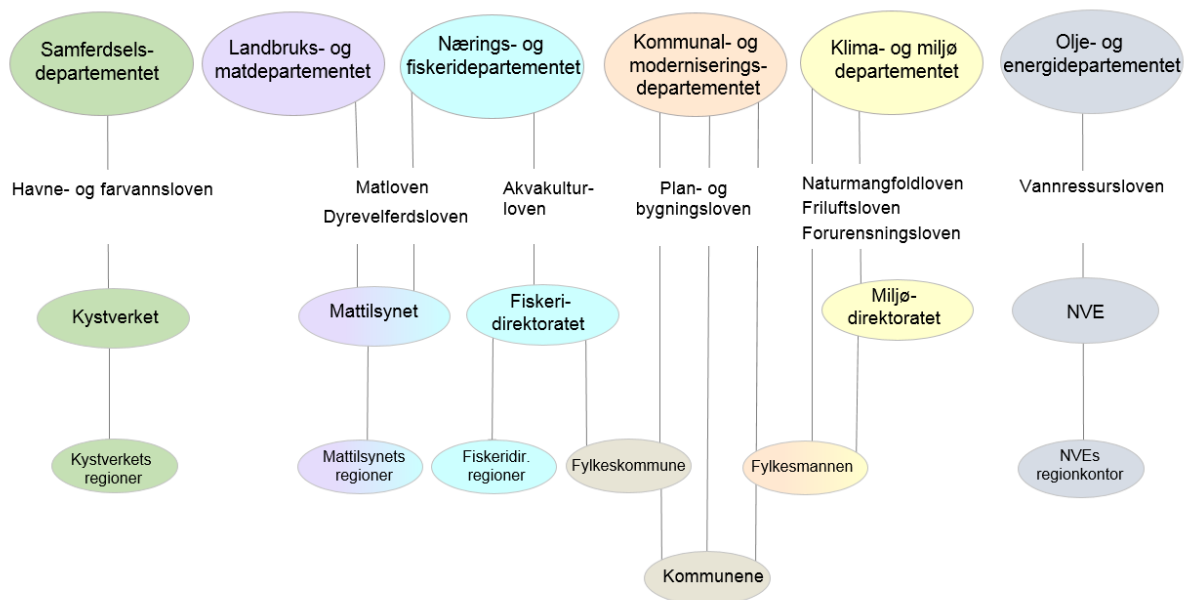 Samferdsels-
departementet
Landbruks- og
matdepartementet
Nærings- og
fiskeridepartementet
Kommunal- og
moderniserings-
departementet
Klima- og miljø
departementet
Olje- og
energidepartementet
Havne- og farvannsloven
Matloven
Dyrevelferdsloven
Akvakultur-
loven
Plan- og
bygningsloven
Naturmangfoldloven
Friluftsloven
Forurensningsloven
Vannressursloven
Kystverket
Mattilsynet
Fiskeri-
direktoratet
Miljø-
direktoratet
NVE
Kystverkets
regioner
Mattilsynets
regioner
Fiskeridir.
regioner
Fylkeskommune
Fylkesmannen
NVEs
regionkontor
Kommunene